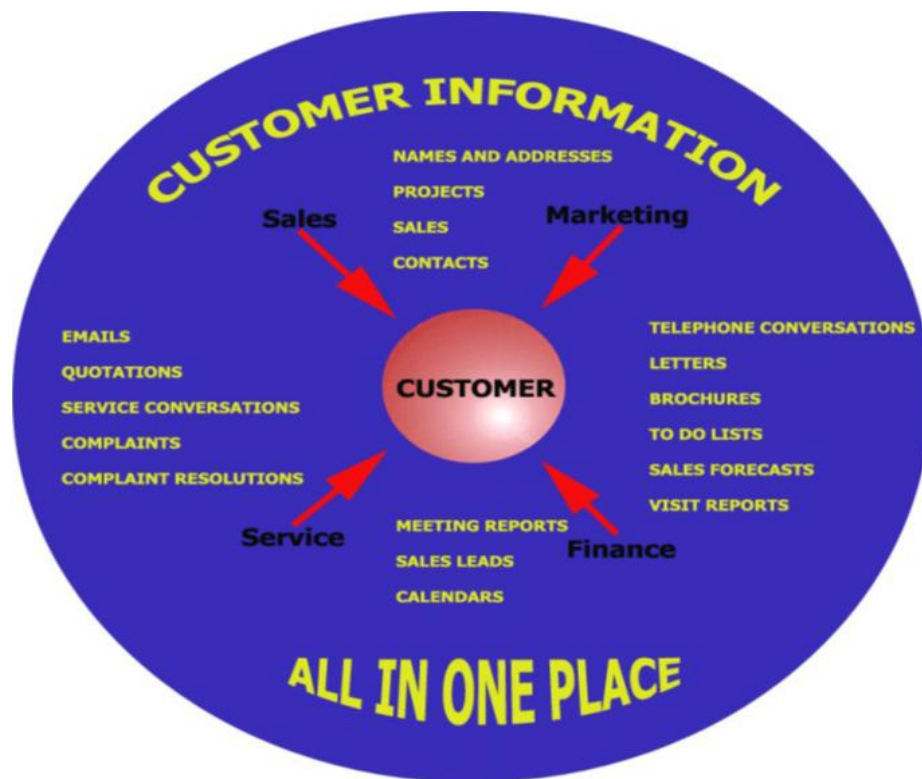 CUSTOMER INFORMATION
NAMES AND ADDRESSES
PROJECTS
SALES
CONTACTS
Sales
Marketing
EMAILS
QUOTATIONS
SERVICE CONVERSATIONS
COMPLAINTS
COMPLAINT RESOLUTIONS
CUSTOMER
TELEPHONE CONVERSATIONS
LETTERS
BROCHURES
TO DO LISTS
SALES FORECASTS
VISIT REPORTS
Service
Finance
MEETING REPORTS
SALES LEADS
CALENDARS
ALL IN ONE PLACE